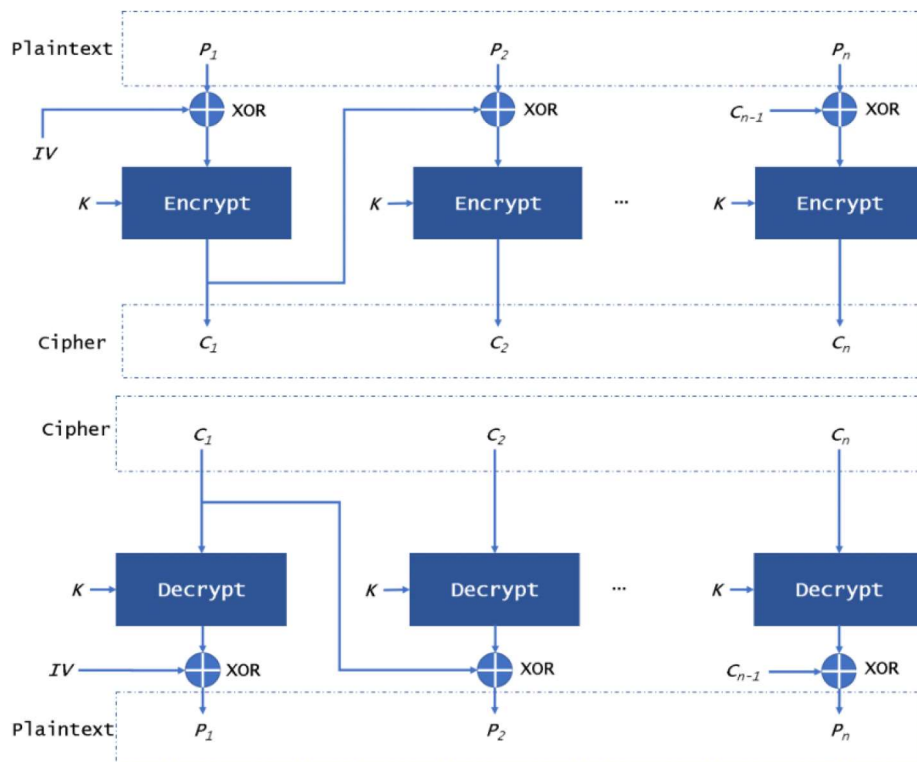 Plaintext P₁ P₂ Pₙ
XOR XOR Cₙ₋₁ XOR
IV
K Encrypt K Encrypt ... K Encrypt
Cipher C₁ C₂ Cₙ
Cipher C₁ C₂ Cₙ
K Decrypt K Decrypt ... K Decrypt
IV XOR XOR Cₙ₋₁ XOR
Plaintext P₁ P₂ Pₙ